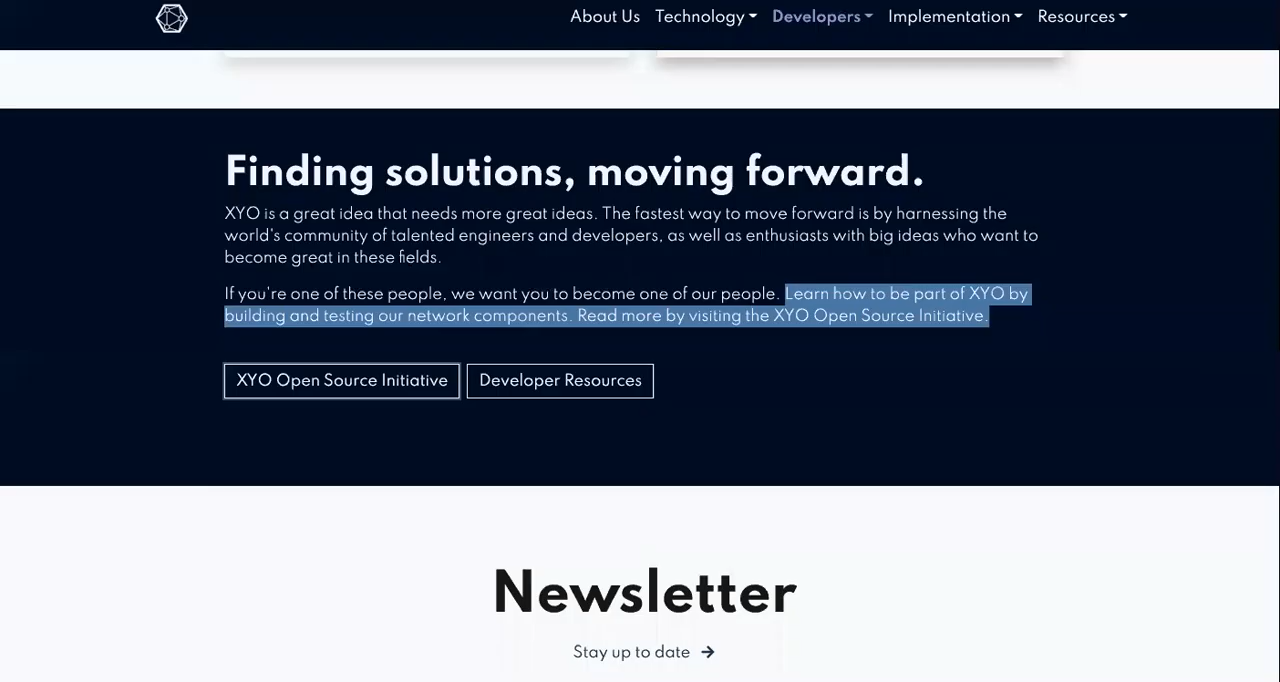 About Us Technology Developers Implementation Resources
Finding solutions, moving forward.
XYO is a great idea that needs more great ideas. The fastest way to move forward is by harnessing the
world's community of talented engineers and developers, as well as enthusiasts with big ideas who want to
become great in these fields.
If you're one of these people, we want you to become one of our people. Learn how to be part of XYO by
building and testing our network components. Read more by visiting the XYO Open Source Initiative.
XYO Open Source Initiative Developer Resources
Newsletter
Stay up to date